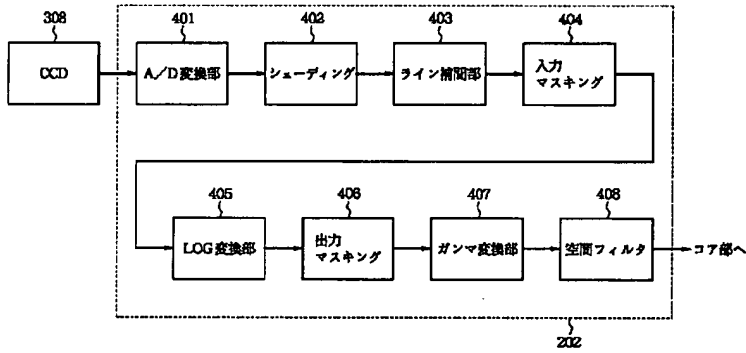 308 401 402 403 404
CCD
A/D変換部
シェーディング
ライン補間部
入力
マスキング
405 406 407 408
LOG変換部
出力
マスキング
ガンマ変換部
空間フィルタ
コア部へ
202